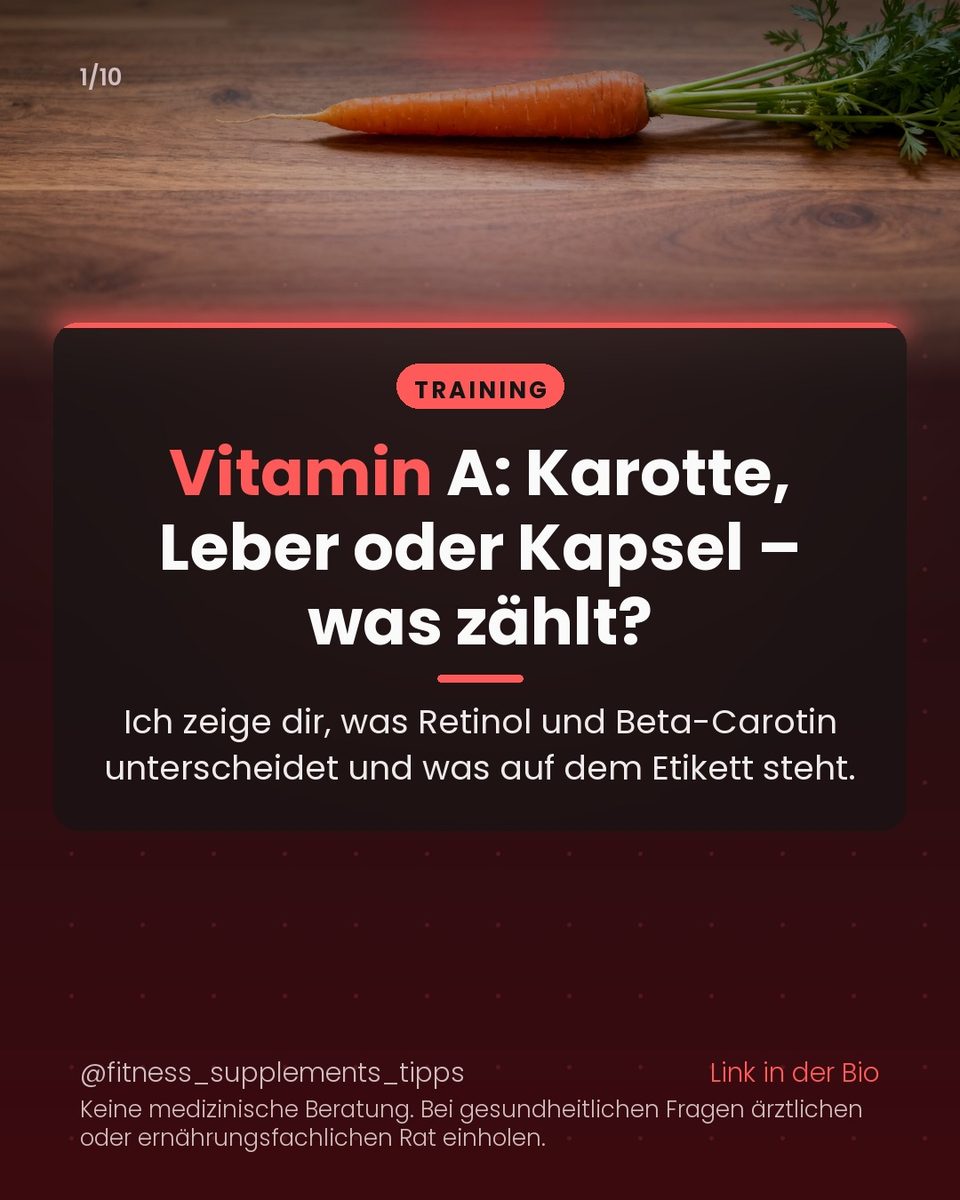 1/10
TRAINING
Vitamin A: Karotte,
Leber oder Kapsel –
was zählt?
Ich zeige dir, was Retinol und Beta-Carotin
unterscheidet und was auf dem Etikett steht.
@fitness_supplements_tipps
Link in der Bio
Keine medizinische Beratung. Bei gesundheitlichen Fragen ärztlichen
oder ernährungsfachlichen Rat einholen.